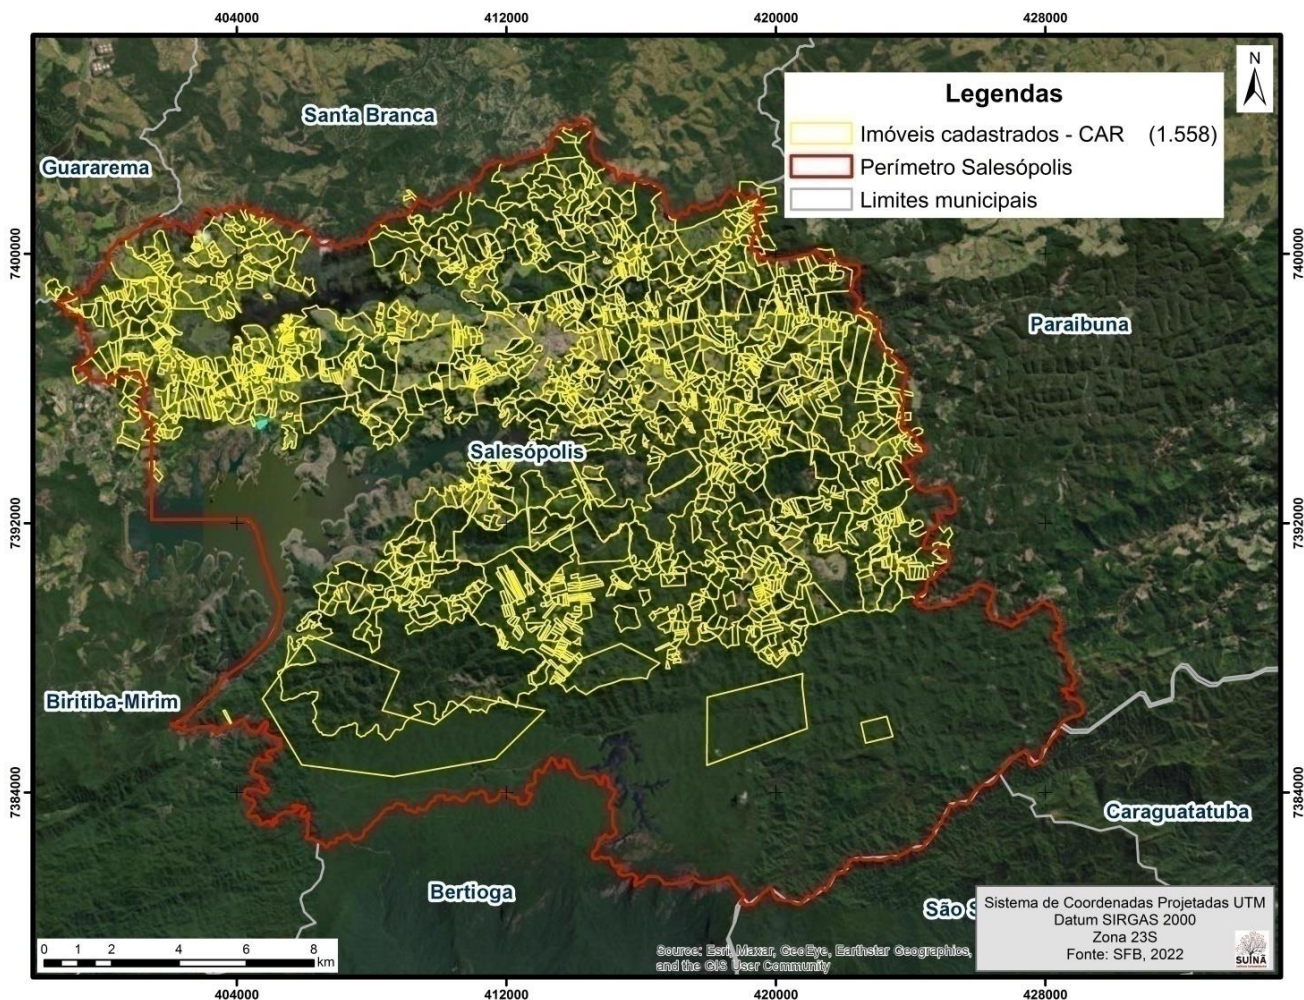 404000 412000 420000 428000
N
Legendas
Imóveis cadastrados - CAR (1.558)
Perímetro Salesópolis
Limites municipais
Santa Branca
Guararema
7400000 7400000
Paraibuna
Salesópolis
7392000 7392000
Biritiba-Mirim
7384000 7384000
Caraguatatuba
Bertioga
São S
Sistema de Coordenadas Projetadas UTM
Datum SIRGAS 2000
Zona 23S
Fonte: SFB, 2022
SUINÃ
0 1 2 4 6 8
km
Source: Esri, Maxar, GeoEye, Earthstar Geographics,
and the GIS User Community
404000 412000 420000 428000